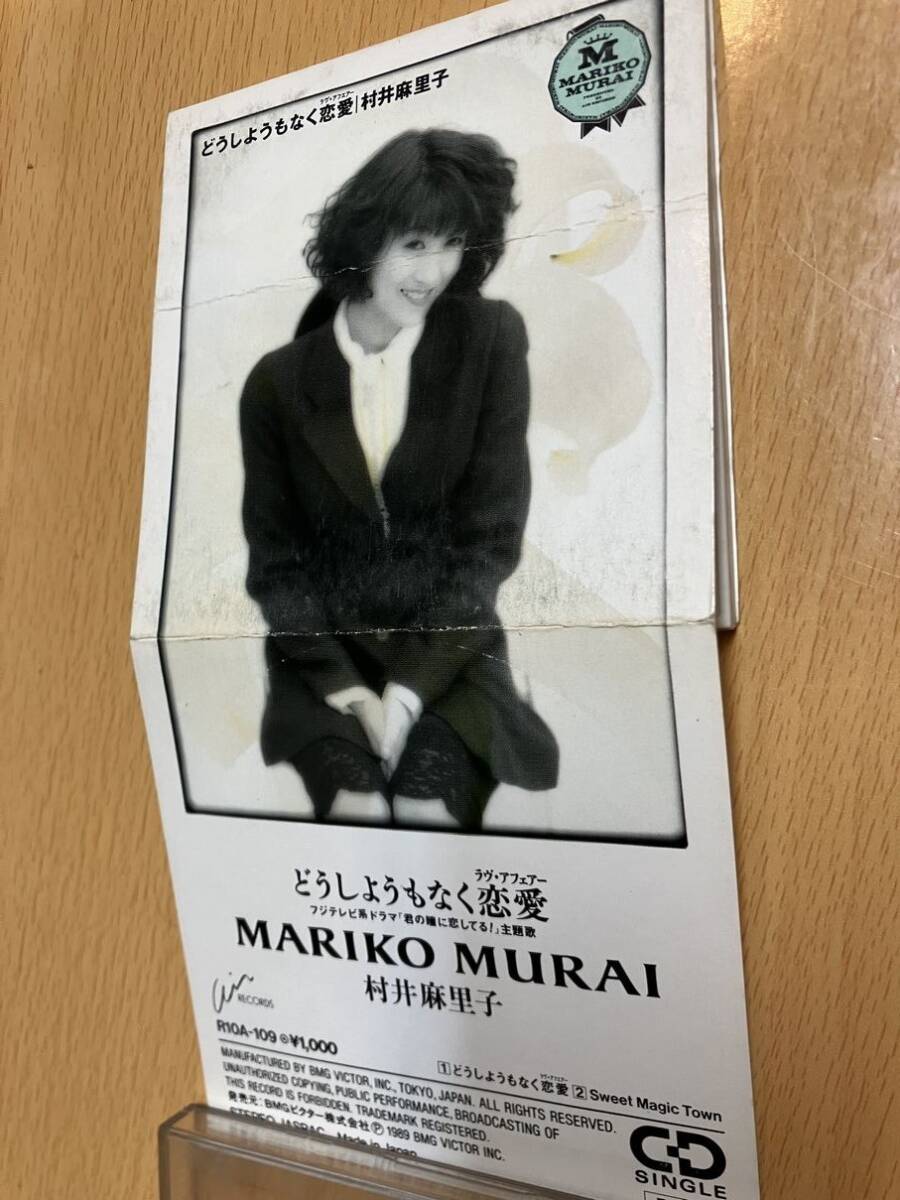 ラヴ・アフェアー
どうしようもなく恋愛|村井麻里子
M
MARIKO
MURAI
ラヴ・アフェアー
どうしようもなく恋愛
フジテレビ系ドラマ「君の瞳に恋してる!」主題歌
MARIKO MURAI
村井麻里子
Air RECORDS
R10A-109 ¥1,000
1 どうしようもなく恋愛 2 Sweet Magic Town
ラヴ・アフェアー
MANUFACTURED BY BMG VICTOR, INC., TOKYO, JAPAN. ALL RIGHTS RESERVED.
UNAUTHORIZED COPYING, PUBLIC PERFORMANCE, BROADCASTING OF
THIS RECORD IS FORBIDDEN. TRADEMARK REGISTERED.
発売元:BMGビクター株式会社 Ⓟ 1989 BMG VICTOR INC.
STEREO JASRAC Made in Japan
CD
SINGLE